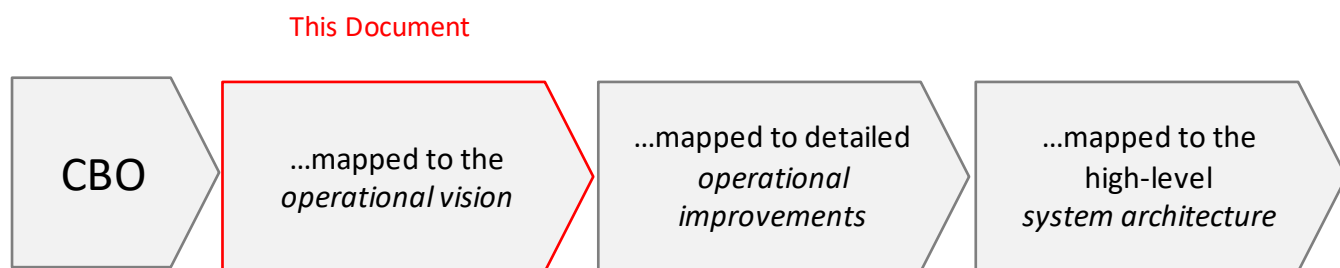 This Document
CBO
…mapped to the
operational vision
…mapped to detailed
operational
improvements
…mapped to the
high-level
system architecture